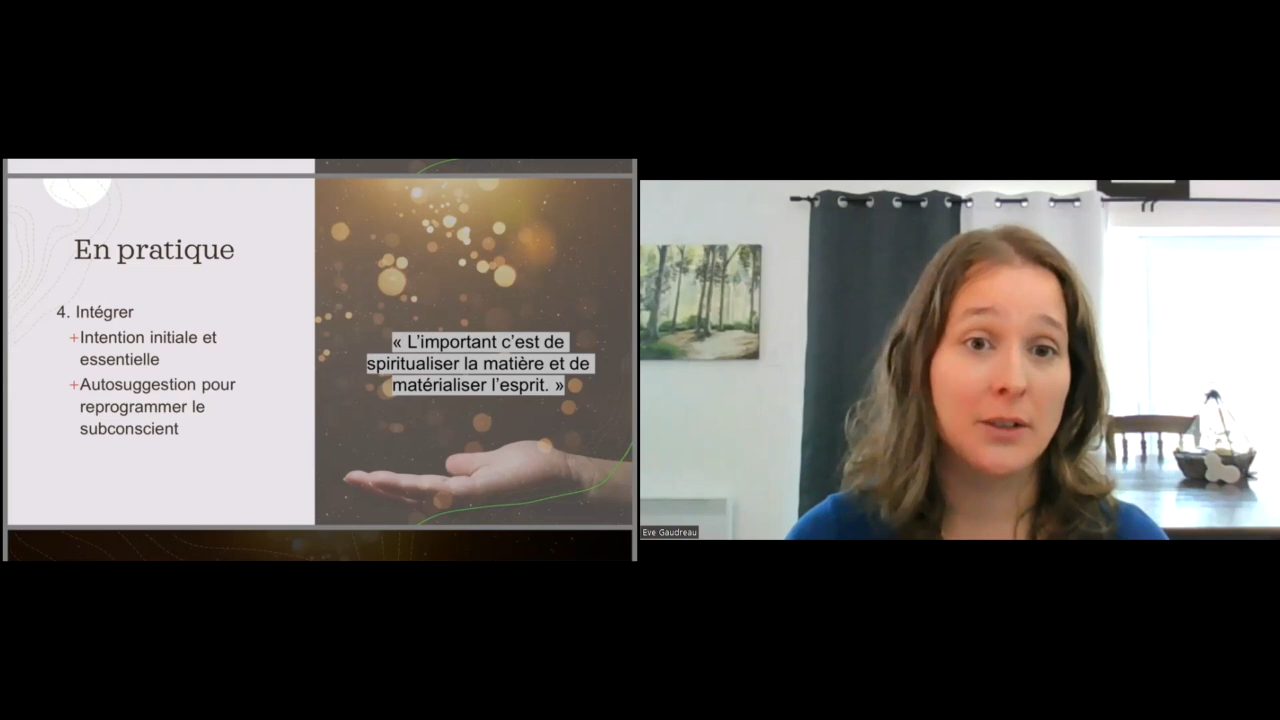 En pratique
4. Intégrer
+Intention initiale et
essentielle
+Autosuggestion pour
reprogrammer le
subconscient
« L'important c'est de
spiritualiser la matière et de
matérialiser l'esprit. »
Eve Gaudreau